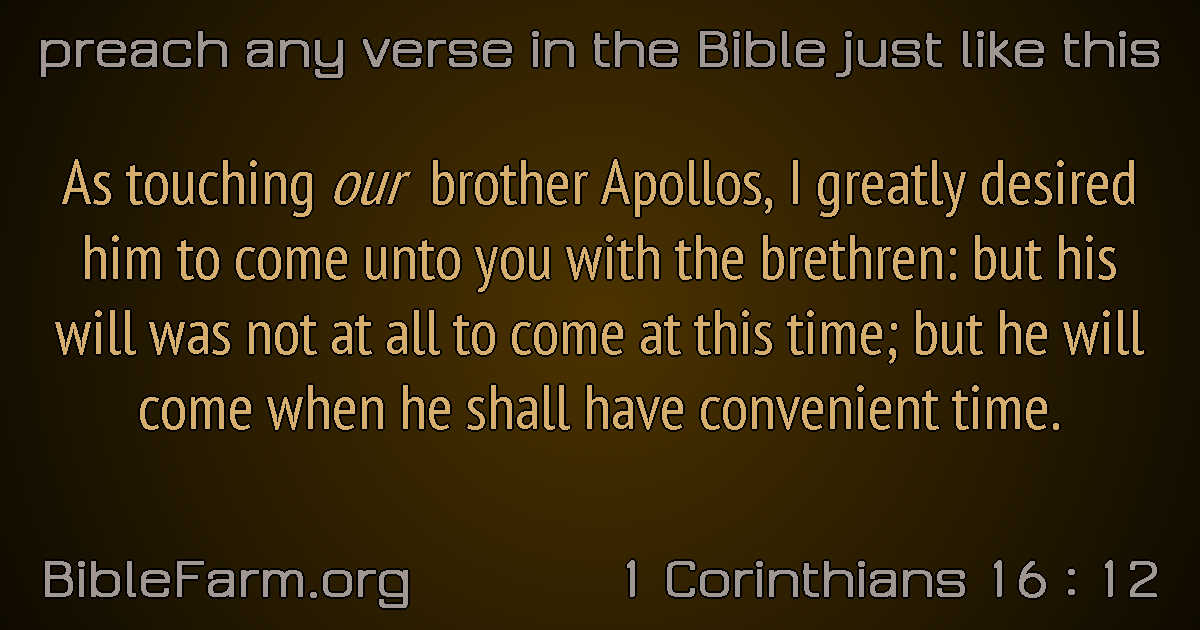 preach any verse in the Bible just like this
As touching our brother Apollos, I greatly desired
him to come unto you with the brethren: but his
will was not at all to come at this time; but he will
come when he shall have convenient time.
BibleFarm.org
1 Corinthians 16 : 12